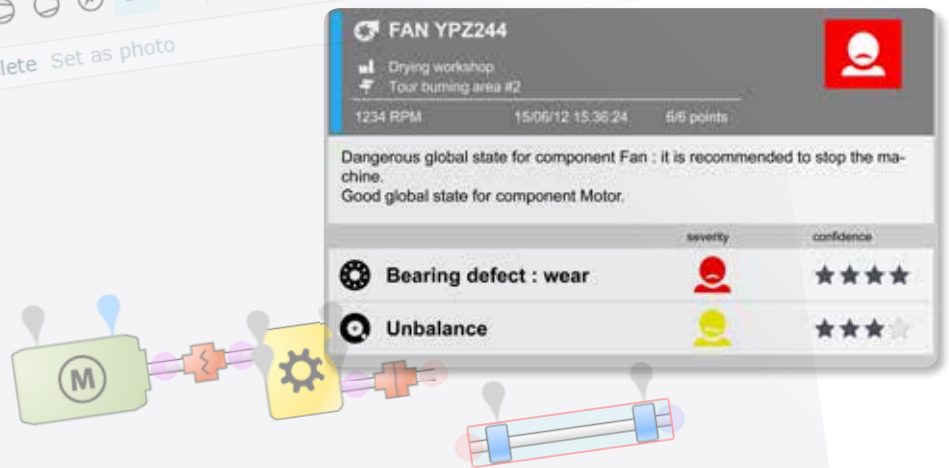 FAN YPZ244
Drying workshop
Tour burning area #2
1234 RPM 15/06/12 15:36:24 6/6 points
lete Set as photo
Dangerous global state for component Fan : it is recommended to stop the ma-
chine.
Good global state for component Motor.
severity confidence
Bearing defect : wear
Unbalance
M